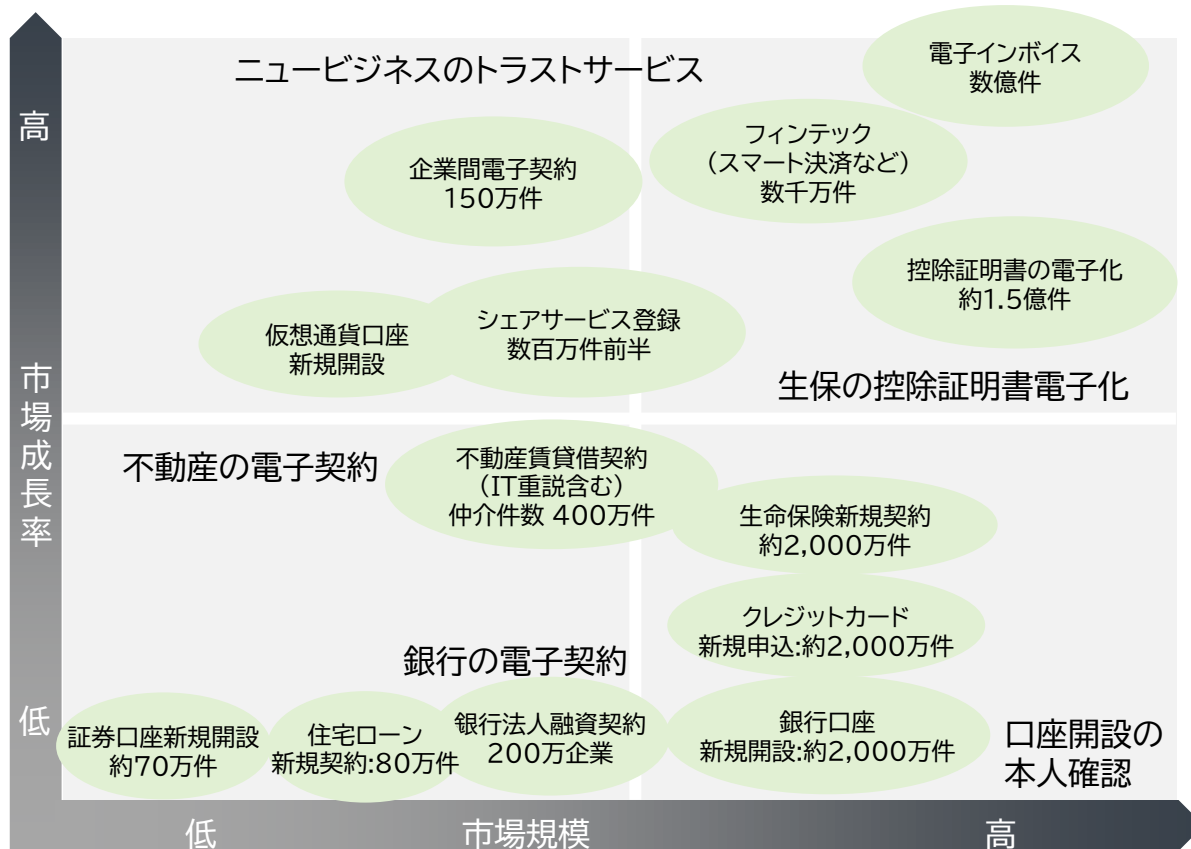 ニュービジネスのトラストサービス
電子インボイス
数億件
高
フィンテック
（スマート決済など）
数千万件
企業間電子契約
150万件
控除証明書の電子化
約1.5億件
シェアサービス登録
数百万件前半
仮想通貨口座
新規開設
生保の控除証明書電子化
市場成長率
不動産の電子契約
不動産賃貸借契約
（IT重説含む）
仲介件数 400万件
生命保険新規契約
約2,000万件
クレジットカード
新規申込:約2,000万件
銀行の電子契約
低
証券口座新規開設
約70万件
住宅ローン
新規契約:80万件
銀行法人融資契約
200万企業
銀行口座
新規開設:約2,000万件
口座開設の
本人確認
低
市場規模
高